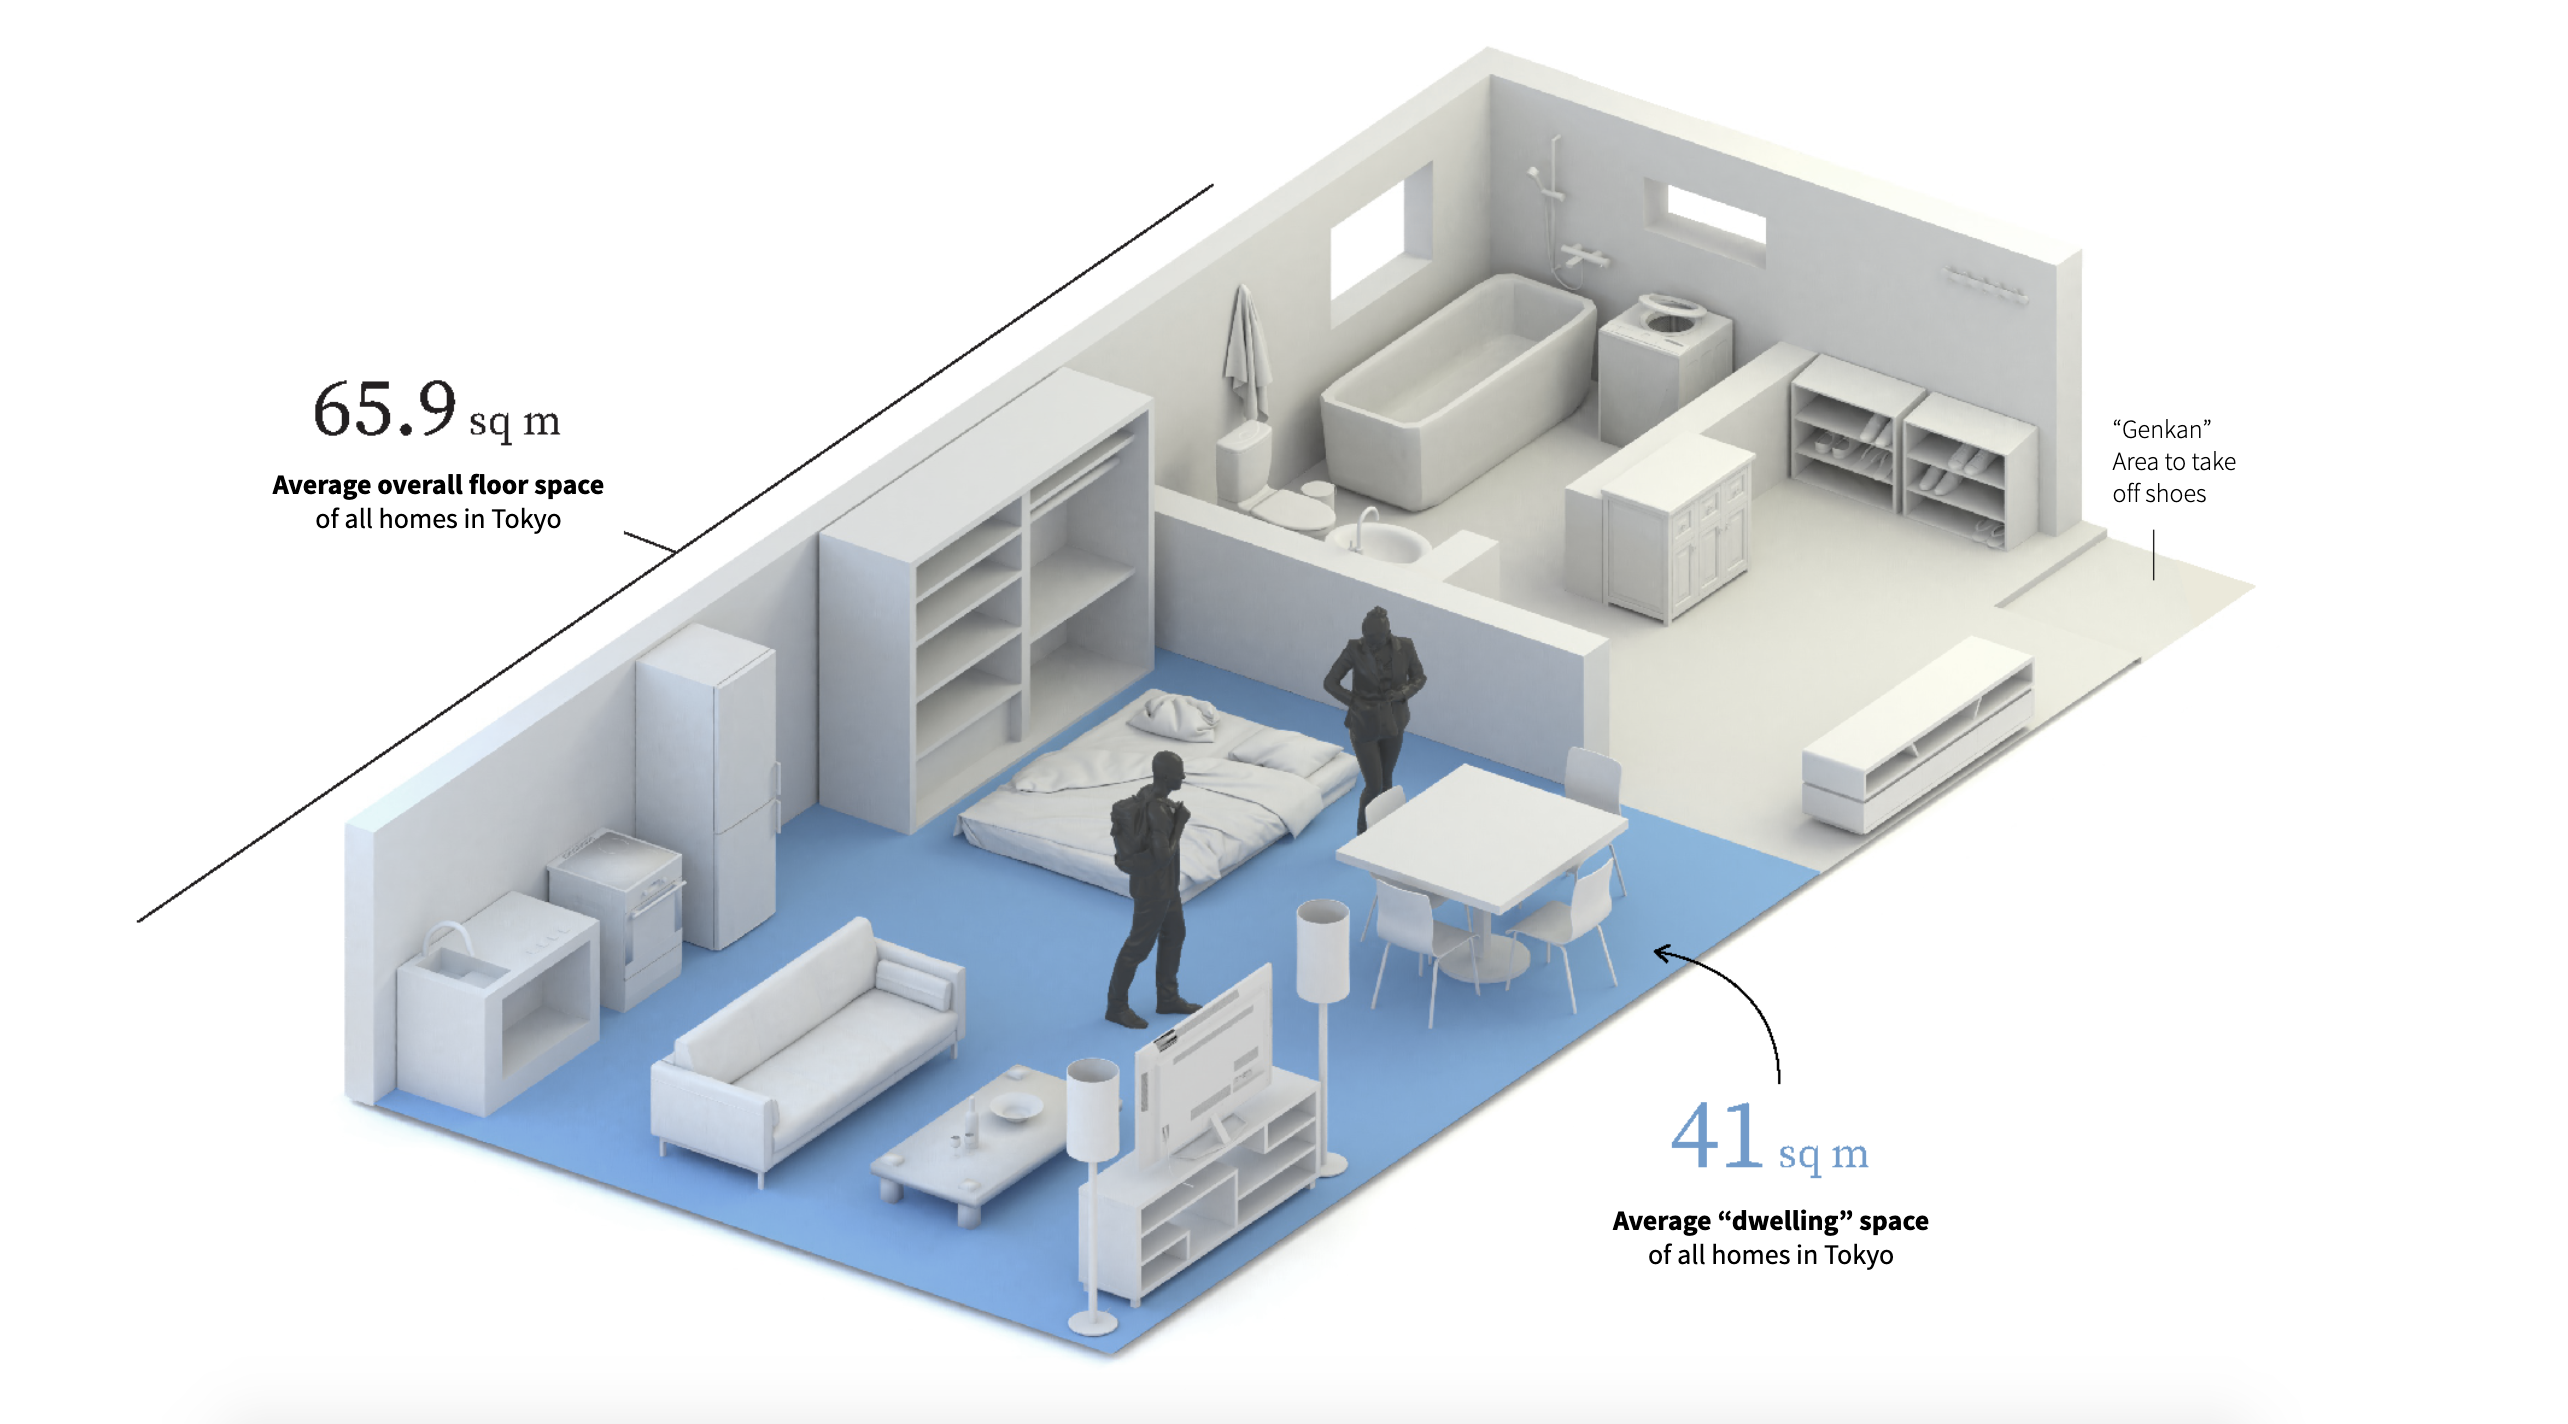 65.9 sq m
Average overall floor space
of all homes in Tokyo
“Genkan”
Area to take
off shoes
41 sq m
Average “dwelling” space
of all homes in Tokyo